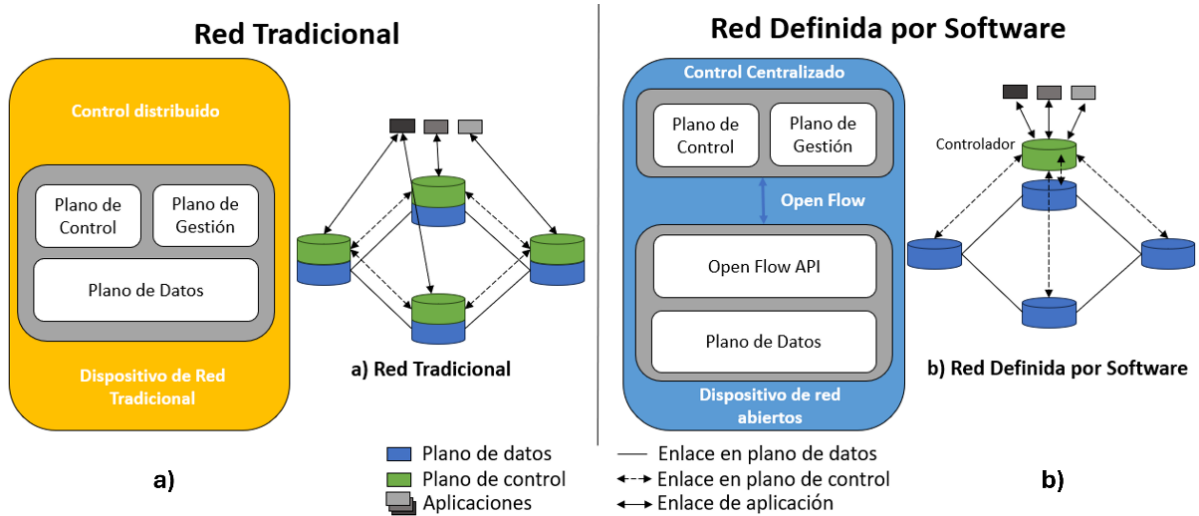 Red Tradicional
Control distribuido
Plano de
Control
Plano de
Gestión
Plano de Datos
Dispositivo de Red
Tradicional
a) Red Tradicional
a)
Red Definida por Software
Control Centralizado
Plano de
Control
Plano de
Gestión
Open Flow
Open Flow API
Plano de Datos
Dispositivo de red
abiertos
Controlador
b) Red Definida por Software
b)
Plano de datos
Plano de control
Aplicaciones
Enlace en plano de datos
Enlace en plano de control
Enlace de aplicación